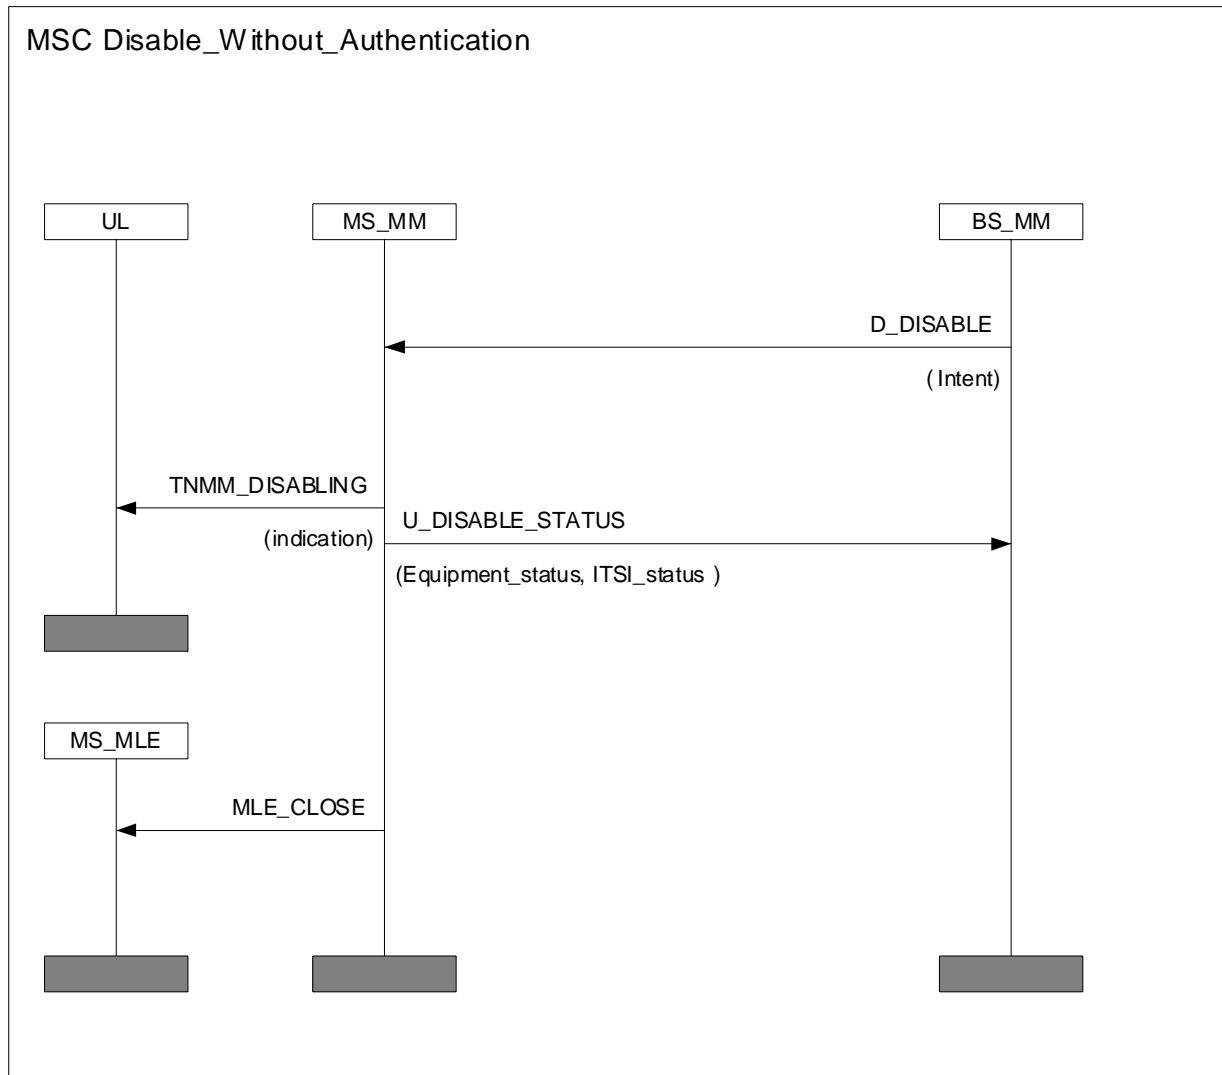 MSC Disable_Without_Authentication
UL
MS_MM
BS_MM
D_DISABLE
( Intent)
TNMM_DISABLING
(indication)
U_DISABLE_STATUS
(Equipment_status, ITSI_status )
MS_MLE
MLE_CLOSE